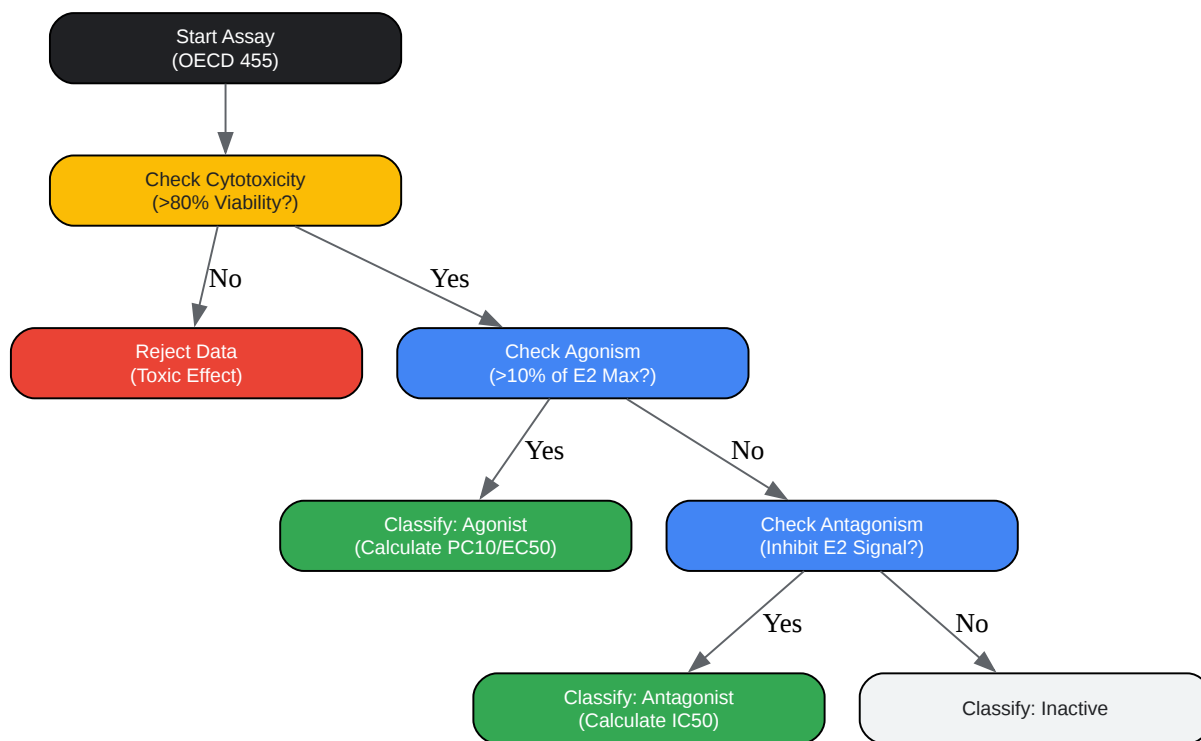 Start Assay
(OECD 455)
Check Cytotoxicity
(>80% Viability?)
No
Yes
Reject Data
(Toxic Effect)
Check Agonism
(>10% of E2 Max?)
Yes
No
Classify: Agonist
(Calculate PC10/EC50)
Check Antagonism
(Inhibit E2 Signal?)
Yes
No
Classify: Antagonist
(Calculate IC50)
Classify: Inactive